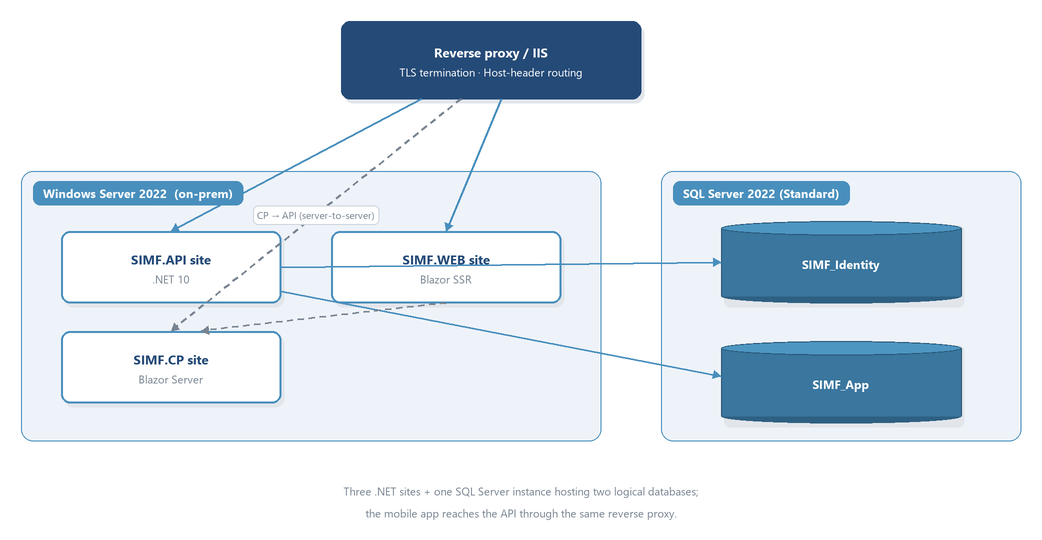 Reverse proxy / IIS
TLS termination · Host-header routing
Windows Server 2022 (on-prem)
SQL Server 2022 (Standard)
CP → API (server-to-server)
SIMF.API site
.NET 10
SIMF.WEB site
Blazor SSR
SIMF_Identity
SIMF.CP site
Blazor Server
SIMF_App
Three .NET sites + one SQL Server instance hosting two logical databases;
the mobile app reaches the API through the same reverse proxy.